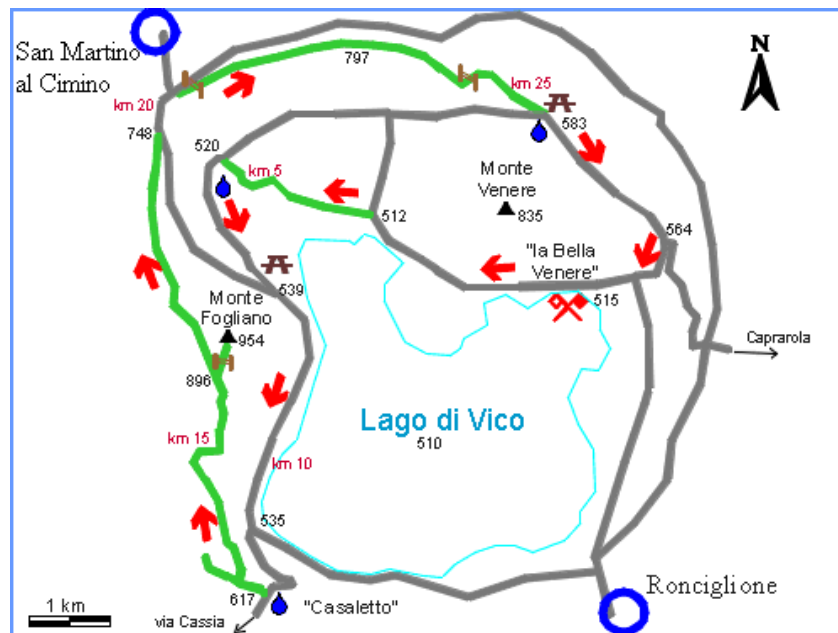 San Martino
al Cimino
N
797
km 25
km 20
583
748
520
km 5
Monte
Venere
835
512
564
"la Bella
Venere"
539
515
Monte
Fogliano
954
Caprarola
896
Lago di Vico
510
km 15
km 10
535
Ronciglione
617
"Casaletto"
1 km
via Cassia